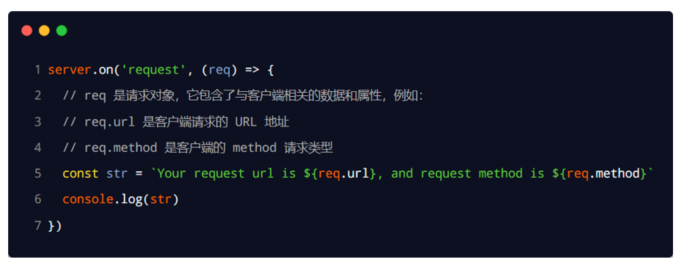 1 server.on('request', (req) => {
2 // req 是请求对象，它包含了与客户端相关的数据和属性，例如：
3 // req.url 是客户端请求的 URL 地址
4 // req.method 是客户端的 method 请求类型
5 const str = `Your request url is ${req.url}, and request method is ${req.method}`
6 console.log(str)
7 })